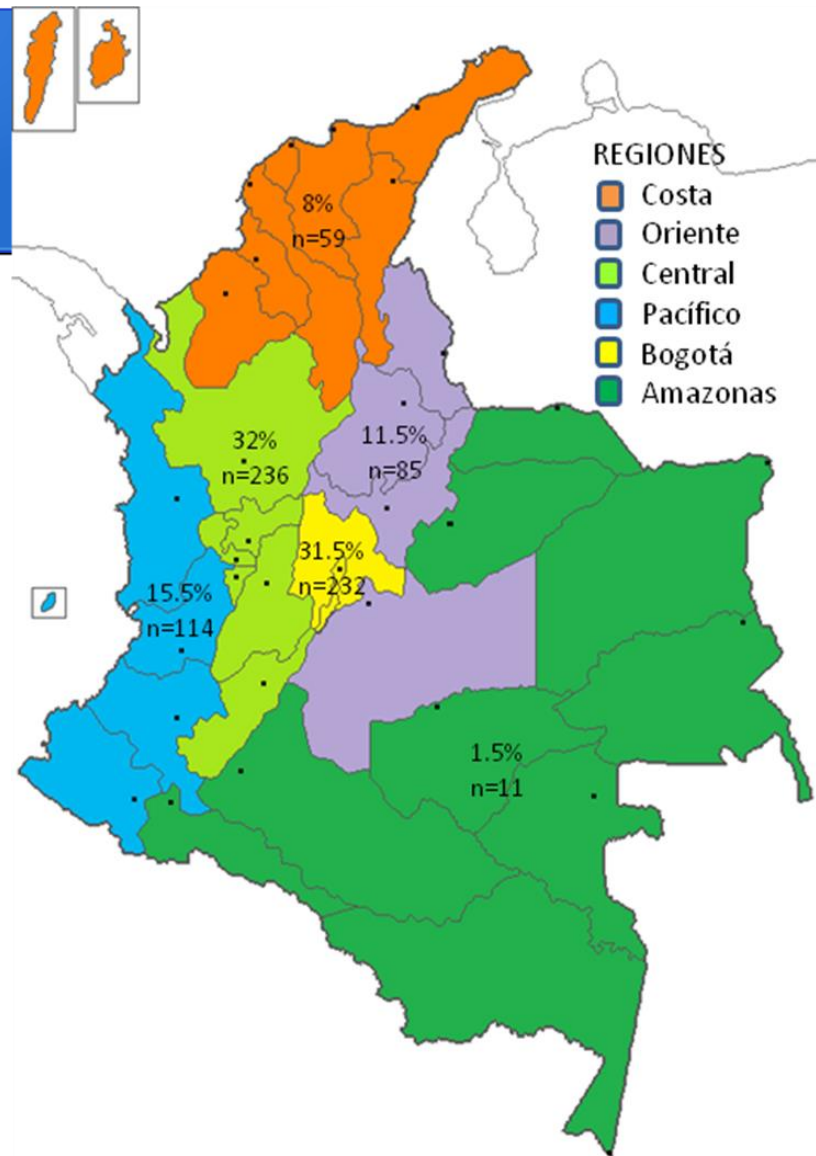 REGIONES
Costa
Oriente
Central
Pacífico
Bogotá
Amazonas
8%
n=59
11.5%
n=85
32%
n=236
31.5%
n=232
15.5%
n=114
1.5%
n=11